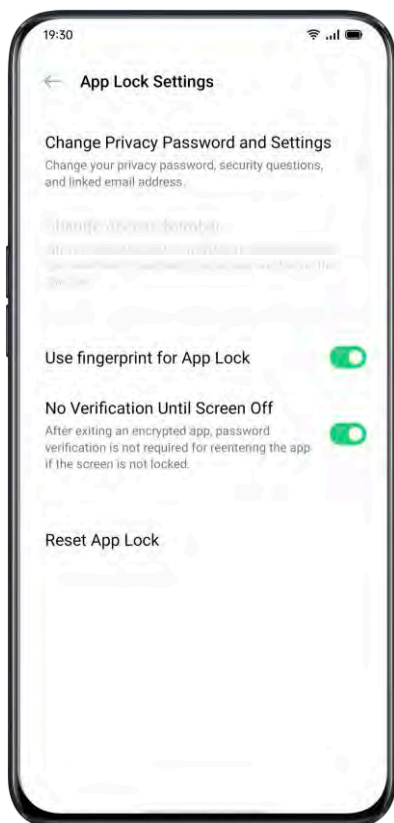 19:30
App Lock Settings
Change Privacy Password and Settings
Change your privacy password, security questions,
and linked email address.
Use fingerprint for App Lock
No Verification Until Screen Off
After exiting an encrypted app, password
verification is not required for reentering the app
if the screen is not locked.
Reset App Lock